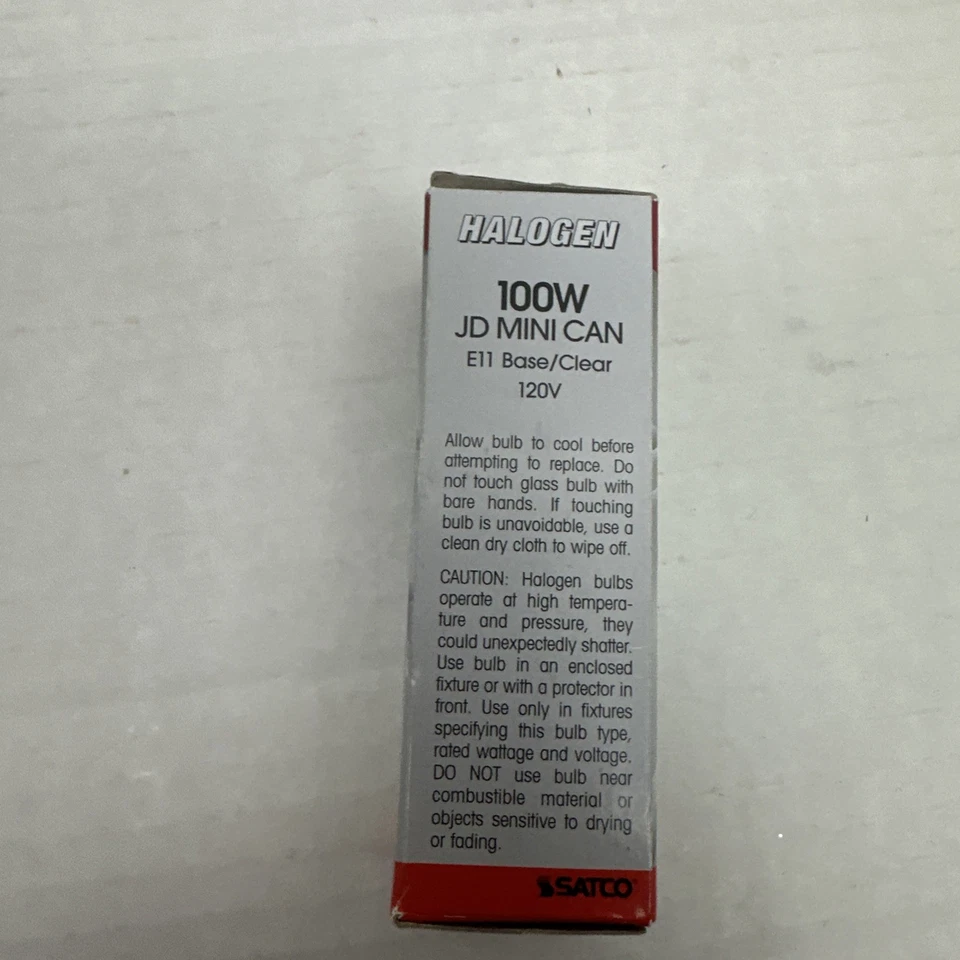 HALOGEN
100W
JD MINI CAN
E11 Base/Clear
120V
Allow bulb to cool before
attempting to replace. Do
not touch glass bulb with
bare hands. If touching
bulb is unavoidable, use a
clean dry cloth to wipe off.
CAUTION: Halogen bulbs
operate at high tempera-
ture and pressure, they
could unexpectedly shatter.
Use bulb in an enclosed
fixture or with a protector in
front. Use only in fixtures
specifying this bulb type,
rated wattage and voltage.
DO NOT use bulb near
combustible material or
objects sensitive to drying
or fading.
SATCO